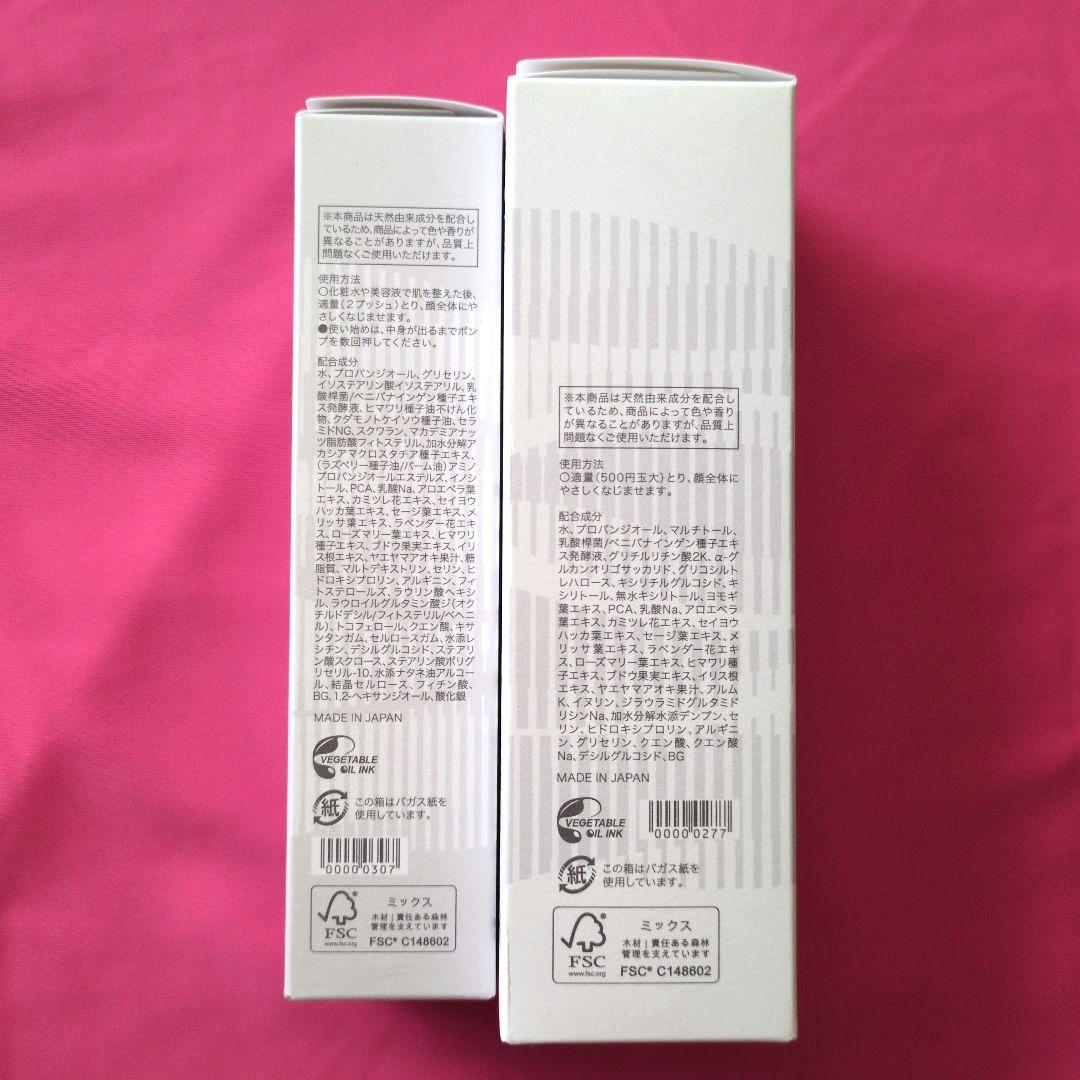 ※本商品は天然由来成分を配合し
ているため、商品によって色や香りが
異なることがありますが、品質上
問題なくご使用いただけます。
使用方法
○化粧水や美容液で肌を整えた後、
適量(2プッシュ)とり、顔全体にや
さしくなじませます。
●使い始めは、中身が出るまでポン
プを数回押してください。
配合成分
水、プロパンジオール、グリセリン、
イソステアリン酸イソステアリル、乳
酸桿菌/ベニバナインゲン種子エキ
ス発酵液、ヒマワリ種子油不けん化
物、クダモノトケイソウ種子油、セラ
ミドNG、スクワラン、マカデミアナッ
ツ脂肪酸フィトステリル、加水分解ア
カシアマクロスタチア種子エキス、
(ラズベリー種子油/パーム油)アミノ
プロパンジオールエステルズ、イノシ
トール、PCA、乳酸Na、アロエベラ葉
エキス、カミツレ花エキス、セイヨウ
ハッカ葉エキス、セージ葉エキス、メ
リッサ葉エキス、ラベンダー花エキ
ス、ローズマリー葉エキス、ヒマワリ
種子エキス、ブドウ果実エキス、イリ
ス根エキス、ヤエヤマアオキ果汁、糖
脂質、マルトデキストリン、セリン、ヒ
ドロキシプロリン、アルギニン、フィ
トステロールズ、ラウリン酸ヘキシ
ル、ラウロイルグルタミン酸ジ(オク
チルドデシル/フィトステリル/ベヘニ
ル)、トコフェロール、クエン酸、キサ
ンタンガム、セルロースガム、水添レ
シチン、デシルグルコシド、ステアリ
ン酸スクロース、ステアリン酸ポリグ
リセリル-10、水添ナタネ油アルコー
ル、結晶セルロース、フィチン酸、
BG、1,2-ヘキサンジオール、酸化銀
MADE IN JAPAN
VEGETABLE
OIL INK
紙
この箱はバガス紙を
使用しています。
0000 0307
FSC
www.fsc.org
ミックス
木材 | 責任ある森林
管理を支えています
FSC® C148602
※本商品は天然由来成分を配合し
ているため、商品によって色や香り
が異なることがありますが、品質上
問題なくご使用いただけます。
使用方法
○適量(500円玉大)とり、顔全体に
やさしくなじませます。
配合成分
水、プロパンジオール、マルチトール、
乳酸桿菌/ベニバナインゲン種子エキ
ス発酵液、グリチルリチン酸2K、α-グ
ルカンオリゴサッカリド、グリコシルト
レハロース、キシリチルグルコシド、キ
シリトール、無水キシリトール、ヨモギ
葉エキス、PCA、乳酸Na、アロエベラ
葉エキス、カミツレ花エキス、セイヨウ
ハッカ葉エキス、セージ葉エキス、メ
リッサ葉エキス、ラベンダー花エキ
ス、ローズマリー葉エキス、ヒマワリ種
子エキス、ブドウ果実エキス、イリス根
エキス、ヤエヤマアオキ果汁、アルム
K、イヌリン、ジラウラミドグルタミド
リシンNa、加水分解水添デンプン、セ
リン、ヒドロキシプロリン、アルギニ
ン、グリセリン、クエン酸、クエン酸
Na、デシルグルコシド、BG
MADE IN JAPAN
VEGETABLE
OIL INK
0000 0277
紙
この箱はバガス紙を
使用しています。
FSC
www.fsc.org
ミックス
木材 | 責任ある森林
管理を支えています
FSC® C148602